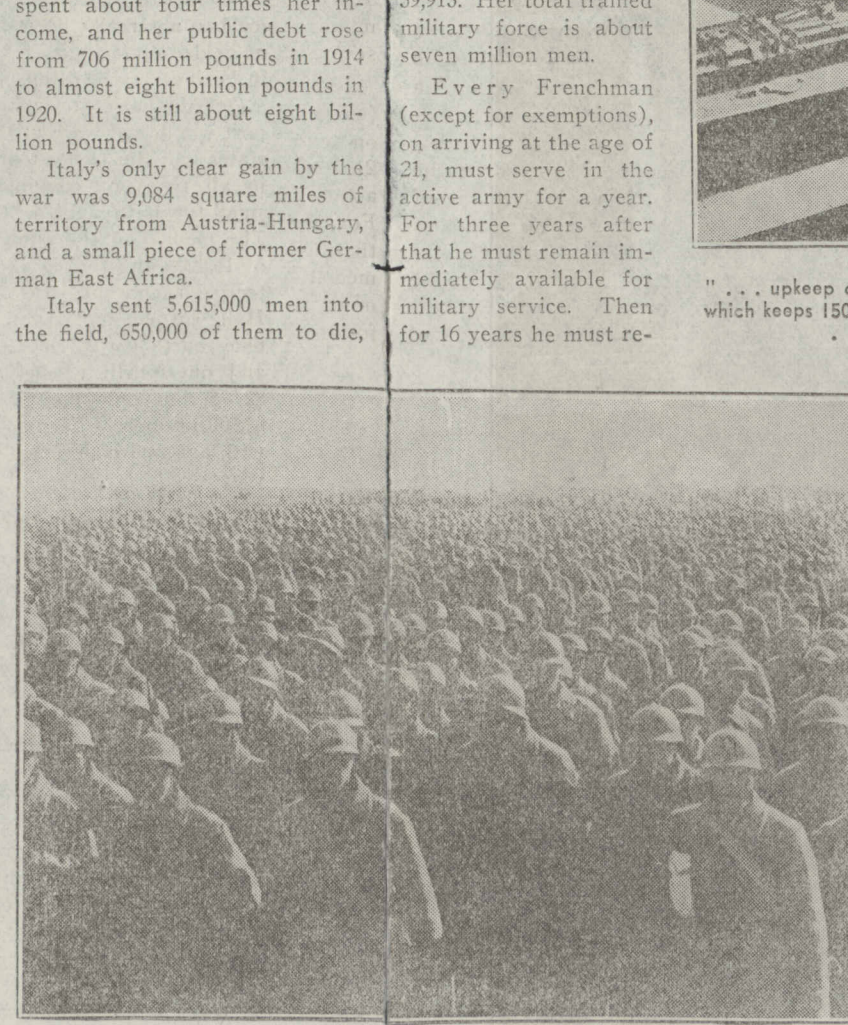 spent about four times her in-
come, and her public debt rose
from 706 million pounds in 1914
to almost eight billion pounds in
1920. It is still about eight bil-
lion pounds.
Italy's only clear gain by the
war was 9,084 square miles of
territory from Austria-Hungary,
and a small piece of former Ger-
man East Africa.
Italy sent 5,615,000 men into
the field, 650,000 of them to die,
59,915. Her total trained
military force is about
seven million men.
Every Frenchman
(except for exemptions),
on arriving at the age of
21, must serve in the
active army for a year.
For three years after
that he must remain im-
mediately available for
military service. Then
for 16 years he must re-
" . . . upkeep
which keeps 150
.